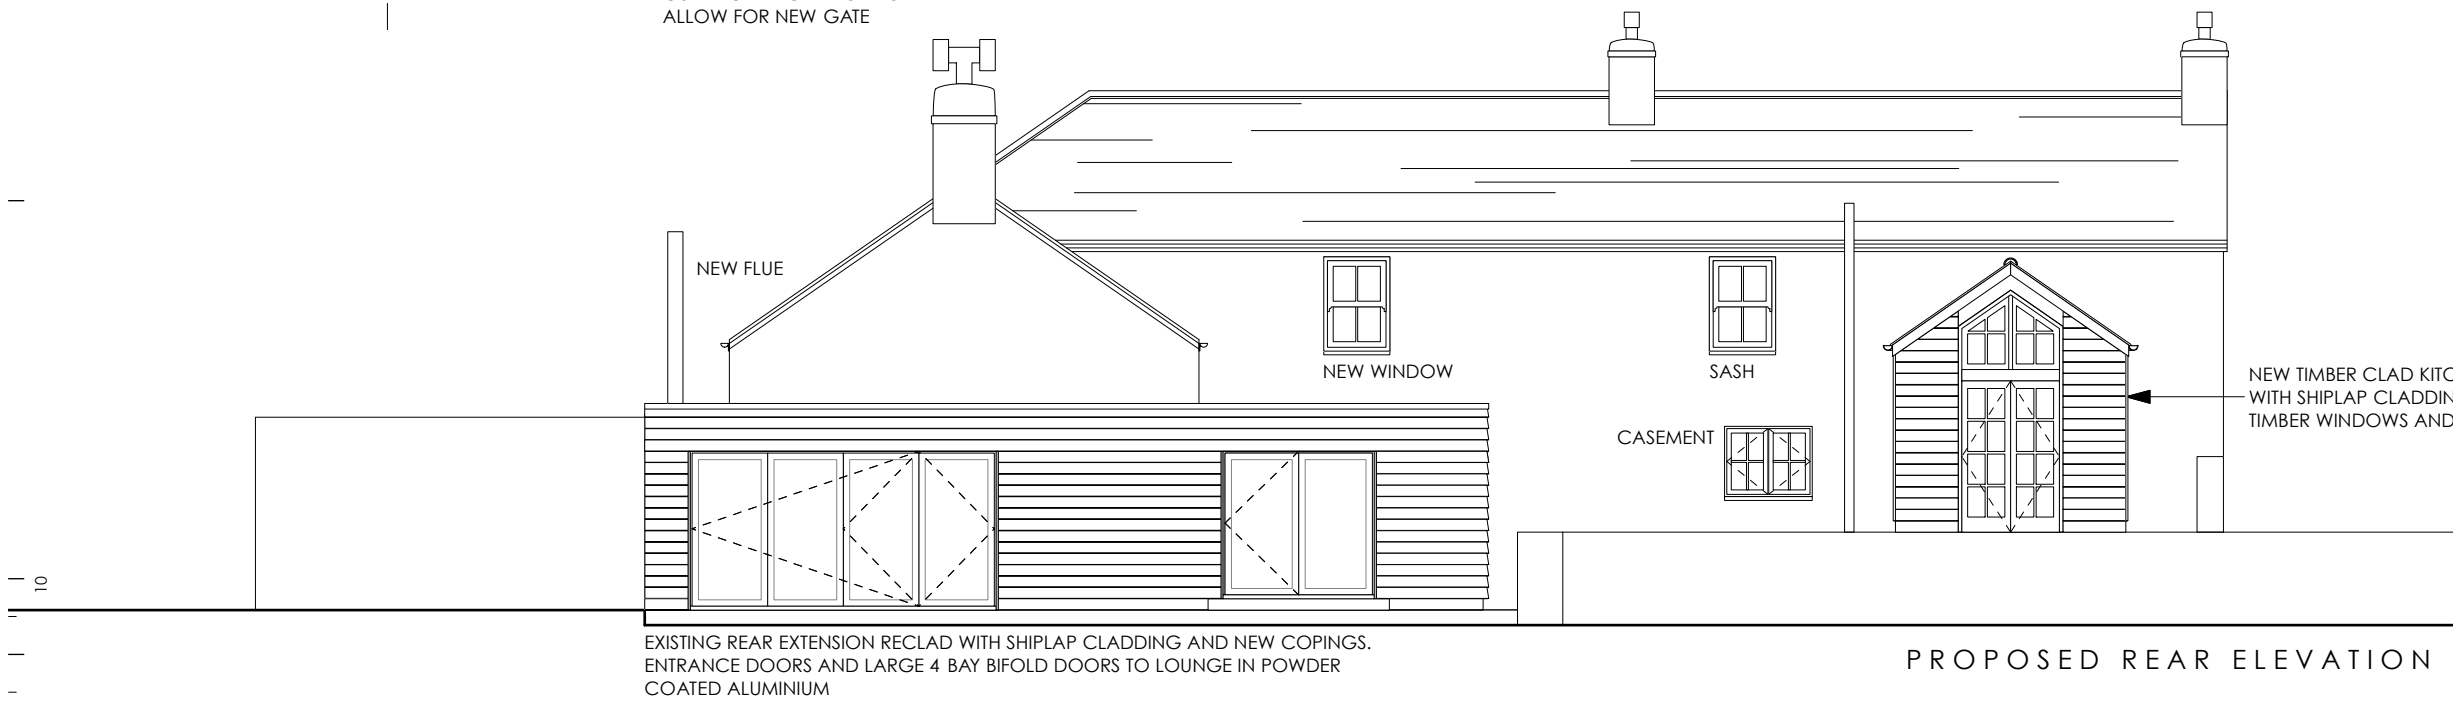 ALLOW FOR NEW GATE
NEW FLUE
NEW WINDOW
SASH
CASEMENT
NEW TIMBER CLAD
WITH SHIPLAP
TIMBER WINDOWS AND
10
EXISTING REAR EXTENSION RECLAD WITH SHIPLAP CLADDING AND NEW COPINGS.
ENTRANCE DOORS AND LARGE 4 BAY BIFOLD DOORS TO LOUNGE IN POWDER
COATED ALUMINIUM
PROPOSED REAR ELEVATION